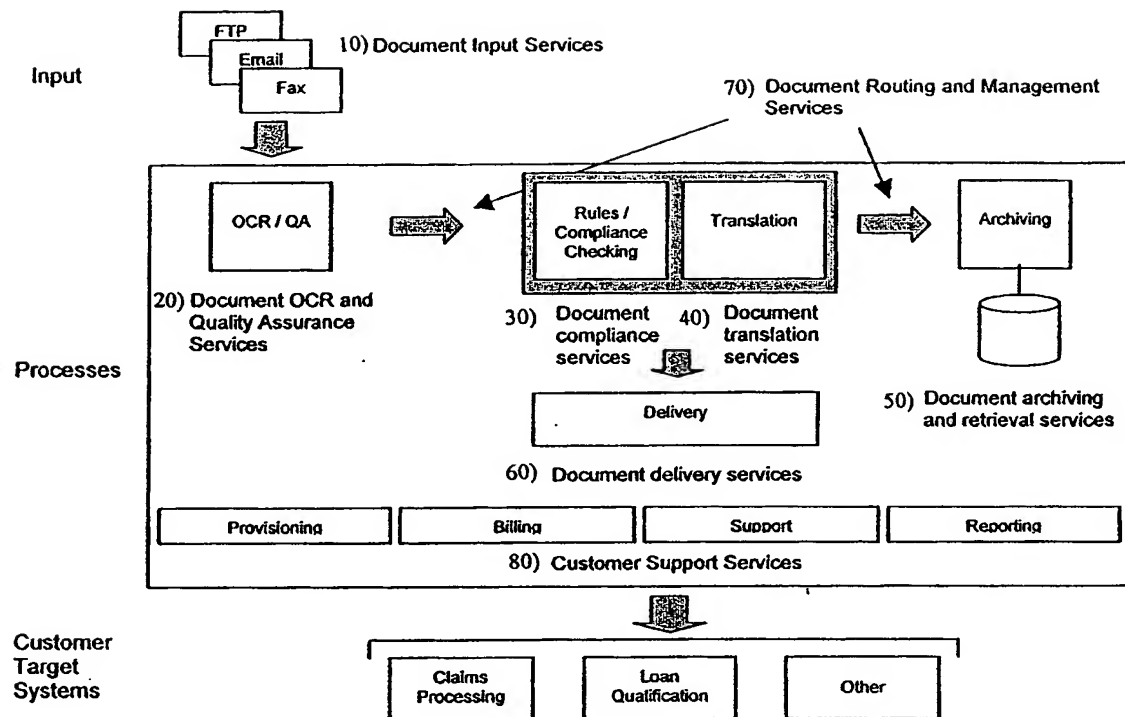 FTP
Email
Fax
10) Document Input Services
Input
70) Document Routing and Management
Services
OCR / QA
Rules /
Compliance
Checking
Translation
Archiving
20) Document OCR and
Quality Assurance
Services
30) Document
compliance
services
40) Document
translation
services
Processes
50) Document archiving
and retrieval services
Delivery
60) Document delivery services
Provisioning
Billing
Support
Reporting
80) Customer Support Services
Customer
Target
Systems
Claims
Processing
Loan
Qualification
Other